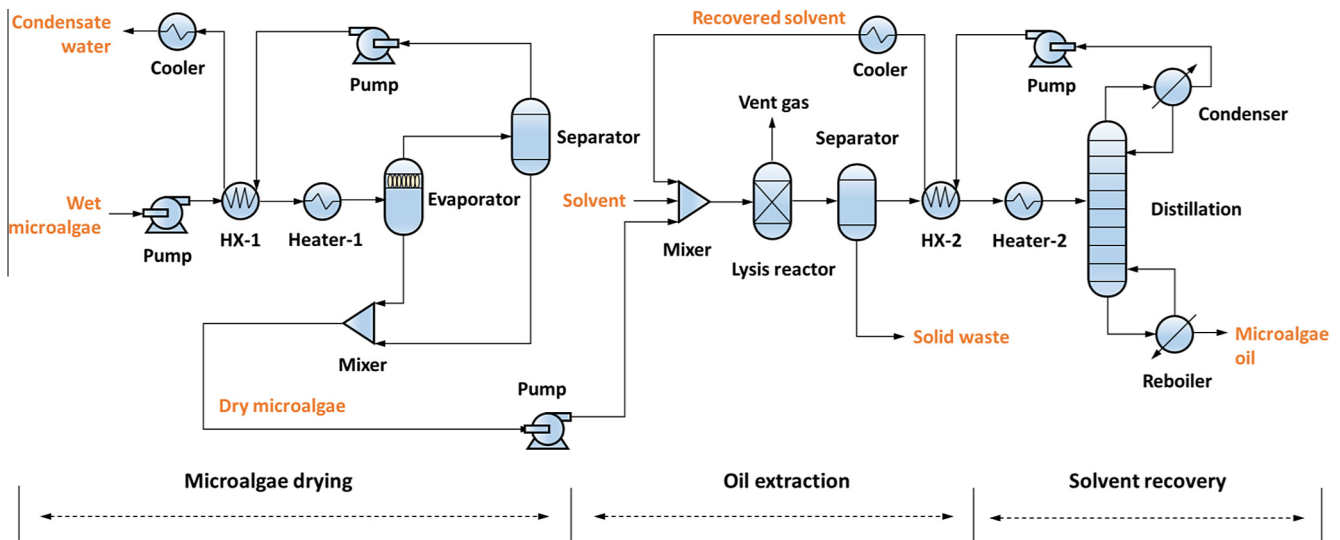 Condensate
water
Cooler
Pump
Separator
Evaporator
Wet
microalgae
Pump
HX-1
Heater-1
Mixer
Dry microalgae
Pump
Recovered solvent
Cooler
Vent gas
Separator
Solvent
Mixer
Lysis reactor
Solid waste
HX-2
Heater-2
Pump
Condenser
Distillation
Reboiler
Microalgae
oil
Microalgae drying
Oil extraction
Solvent recovery